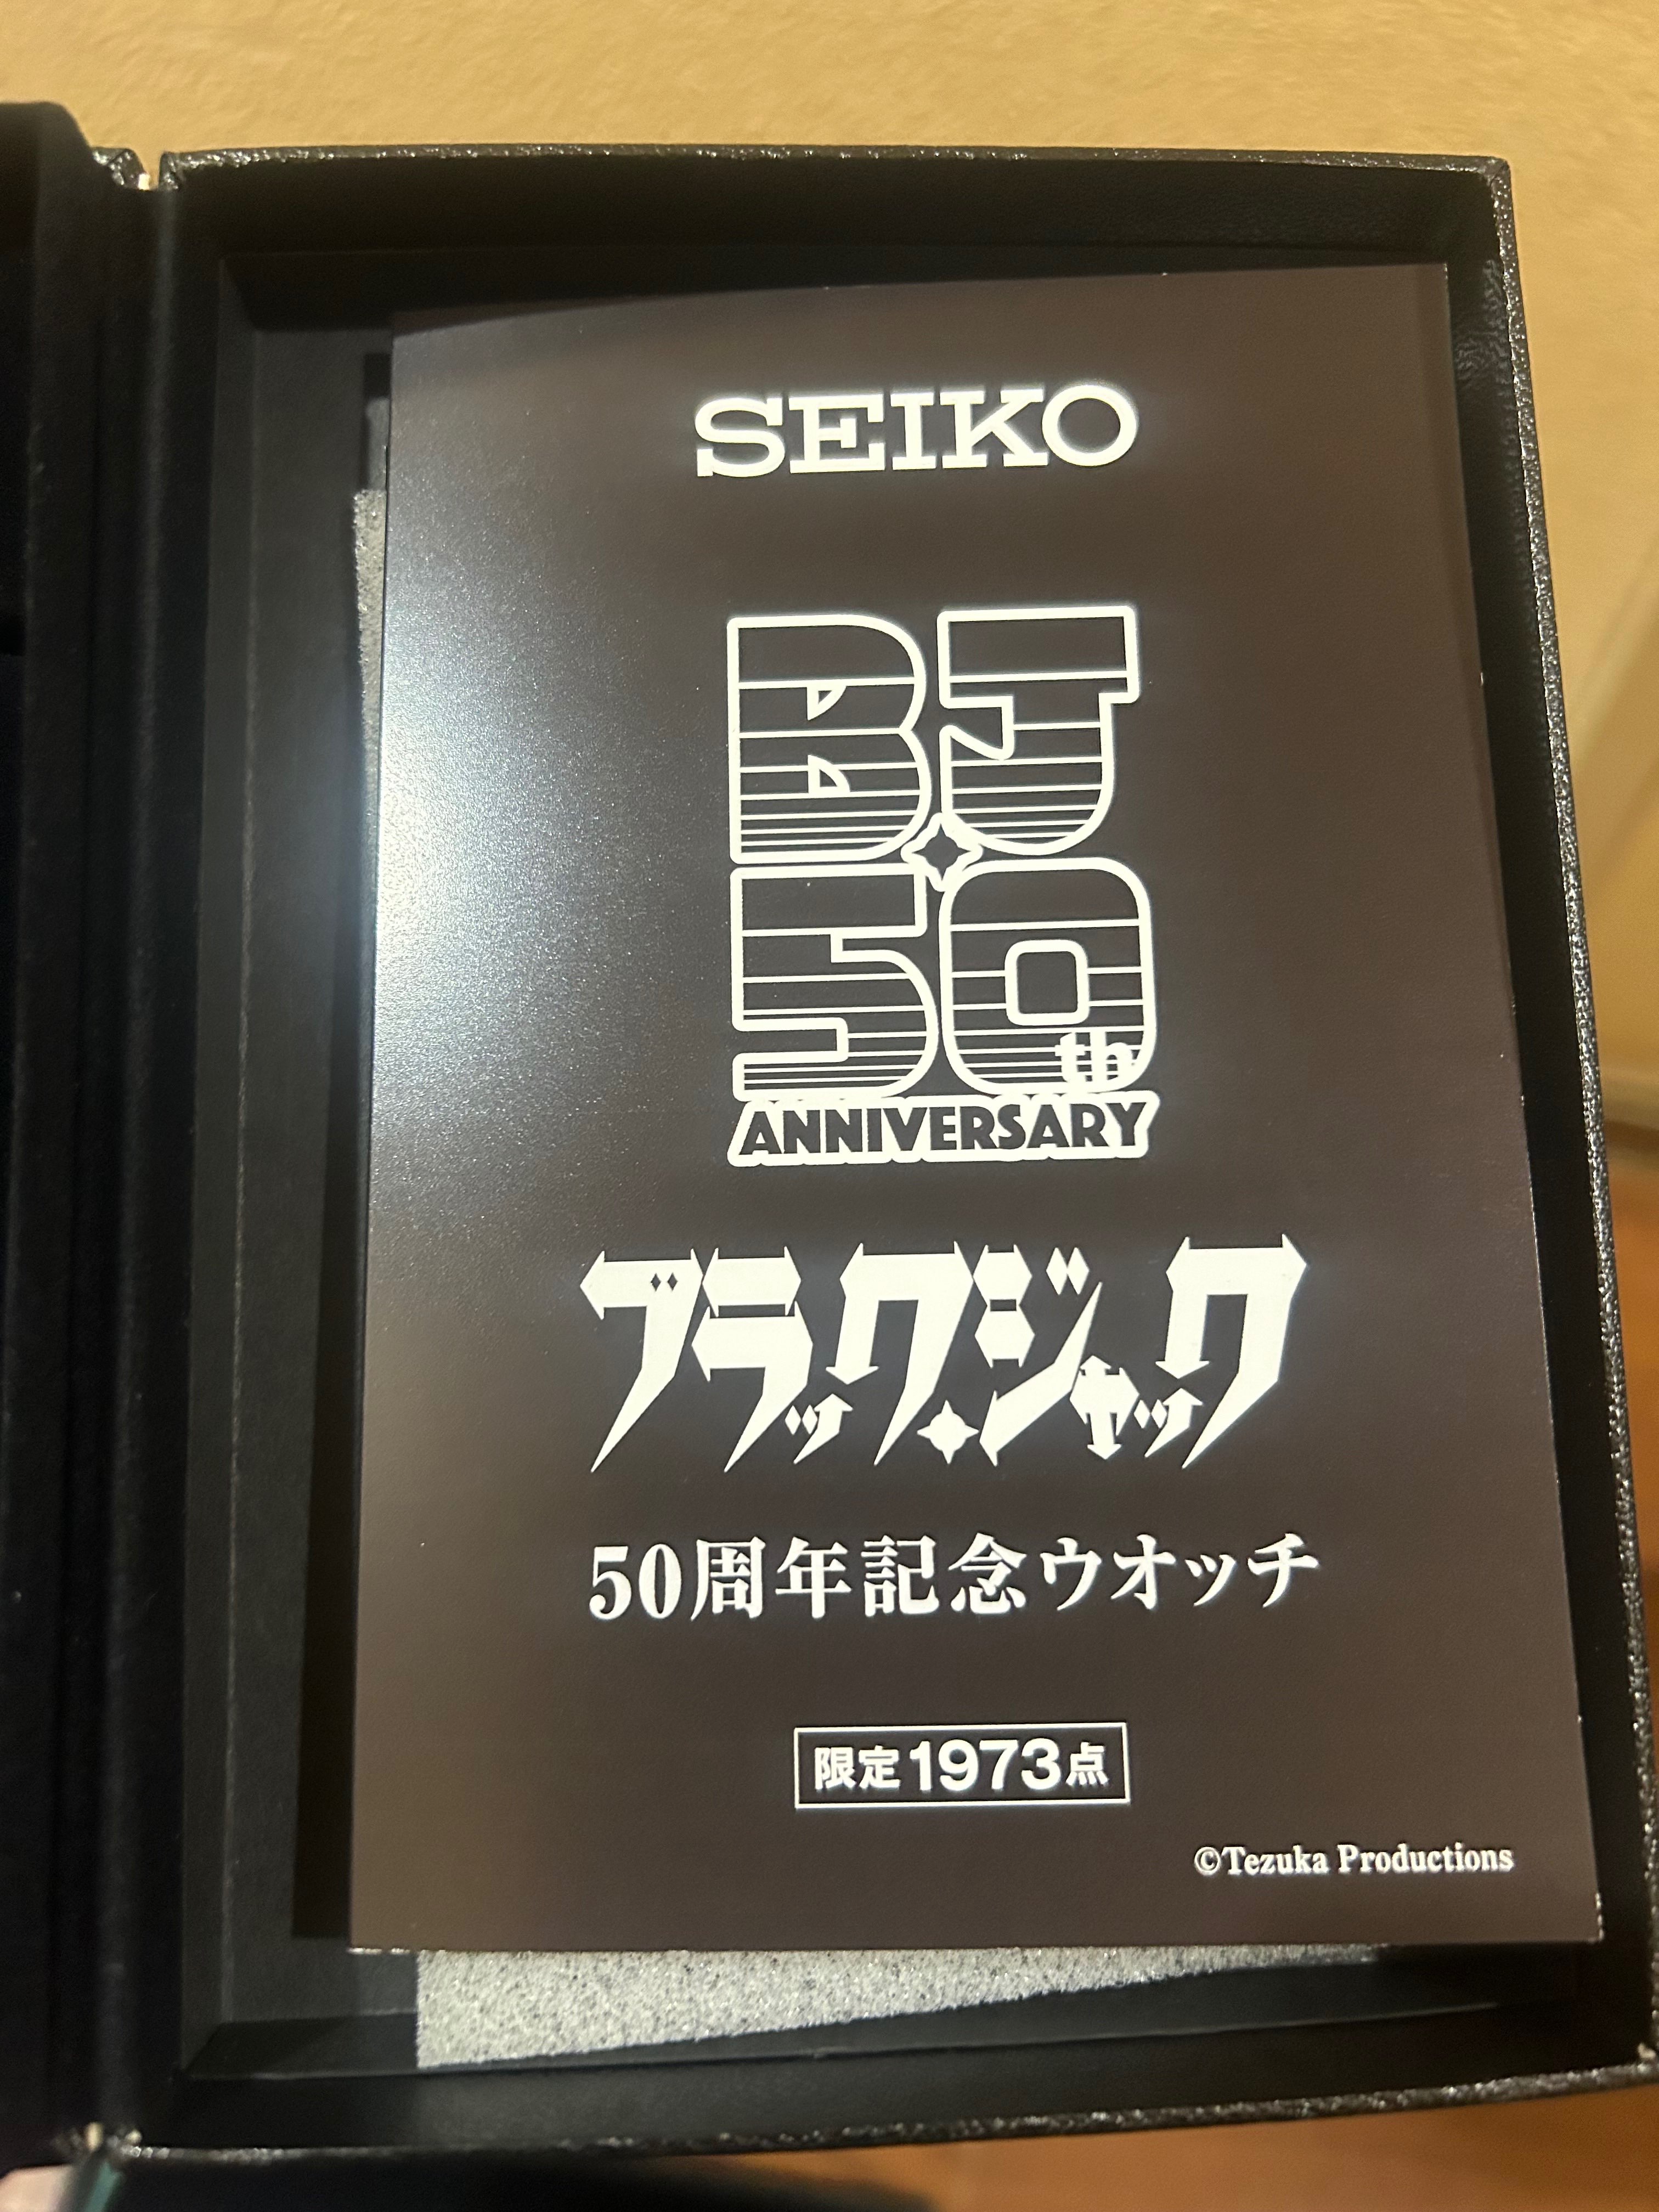 SEIKO
BJ
50th
ANNIVERSARY
ブラック・ジャック
50周年記念ウオッチ
限定1973点
©Tezuka Productions